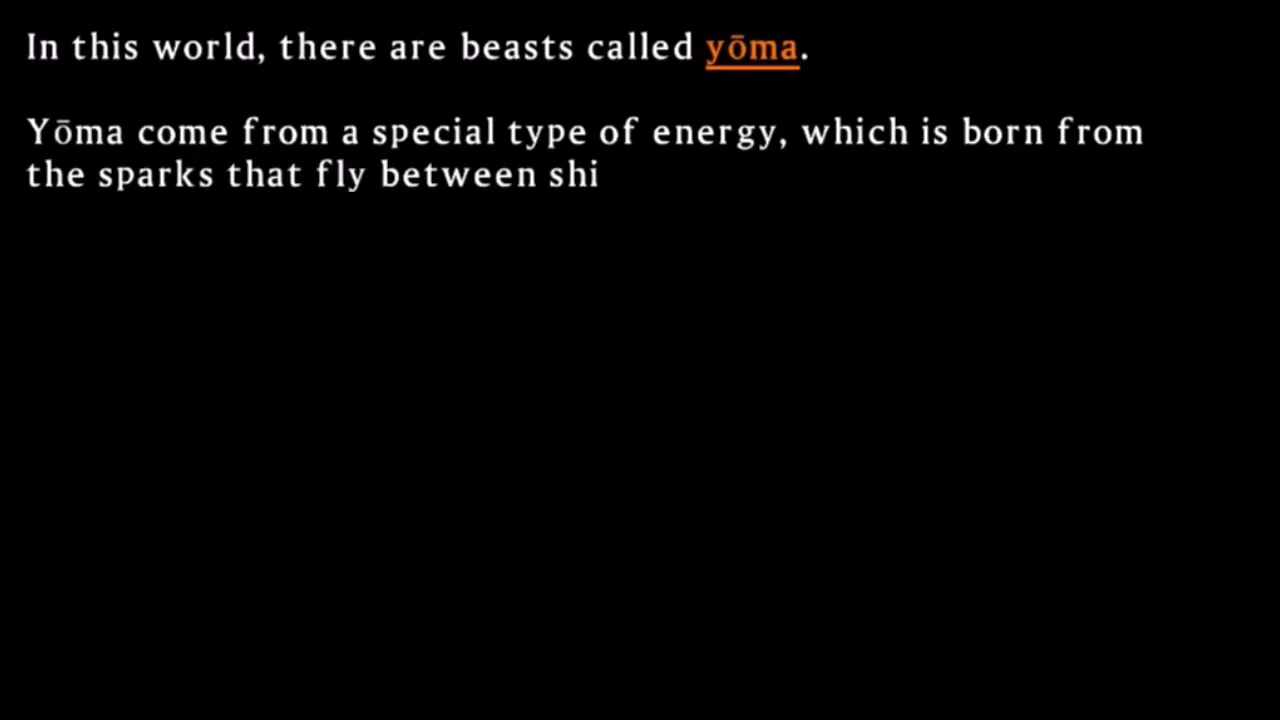 In this world, there are beasts called yōma.
Yōma come from a special type of energy, which is born from
the sparks that fly between shi